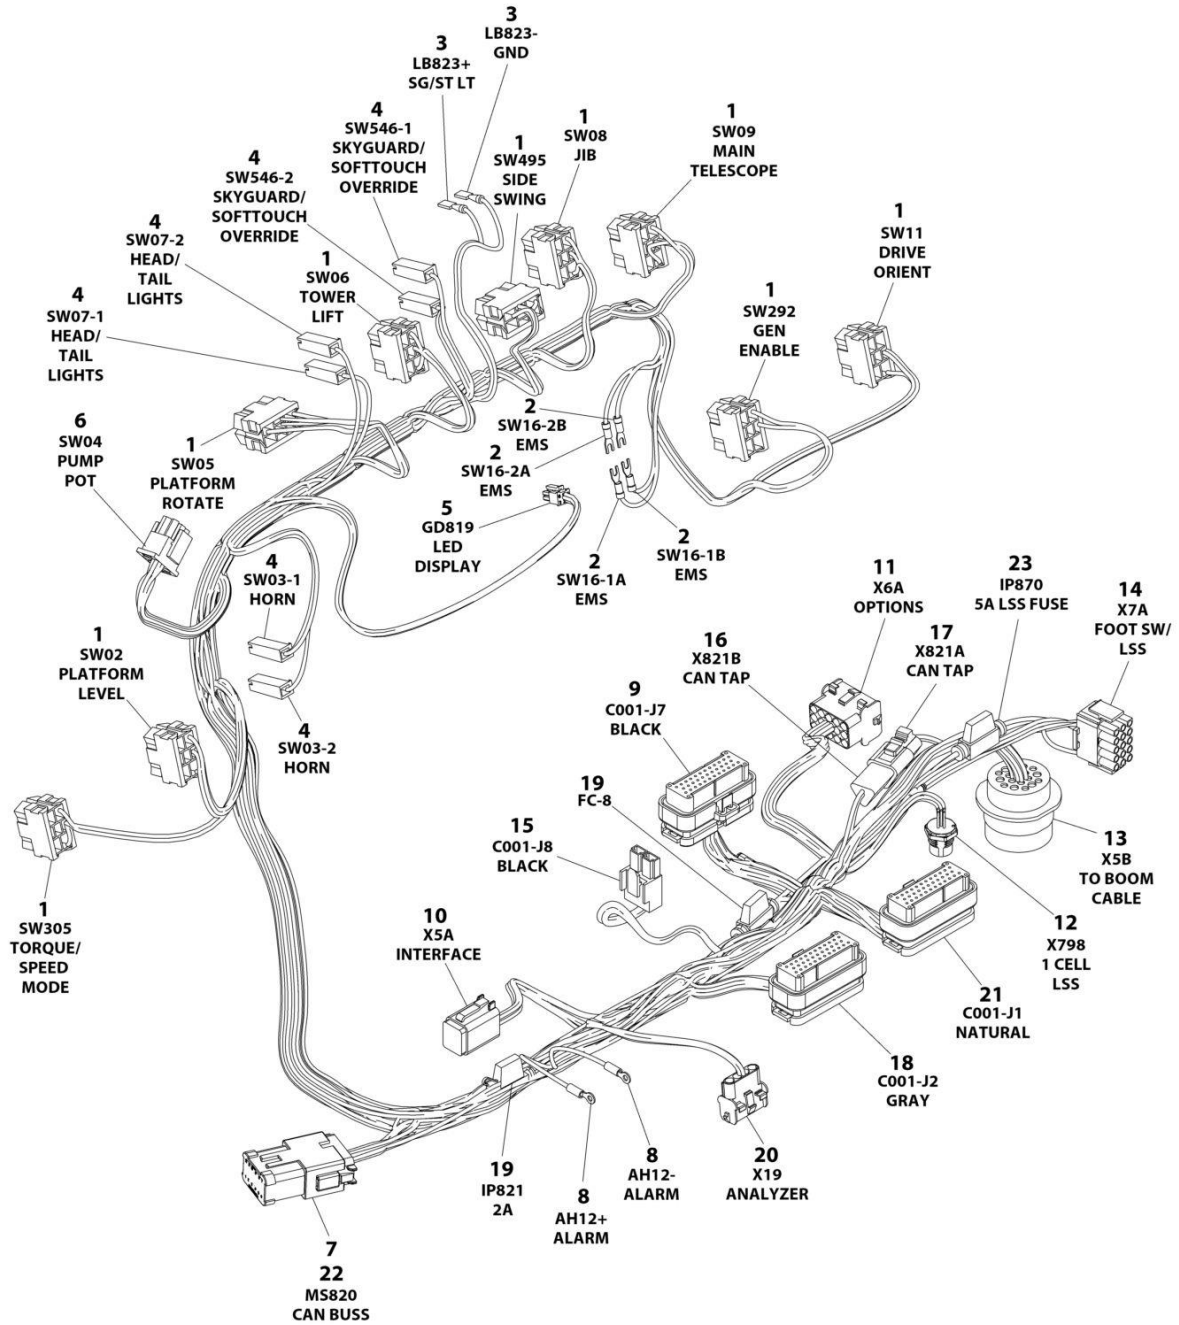 3
LB823-
GND
3
LB823+
SG/ST LT
4
SW546-1
SKYGUARD/
SOFTTOUCH
OVERRIDE
1
SW08
JIB
1
SW09
MAIN
TELESCOPE
1
SW495
SIDE
SWING
4
SW546-2
SKYGUARD/
SOFTTOUCH
OVERRIDE
4
SW07-2
HEAD/
TAIL
LIGHTS
1
SW06
TOWER
LIFT
1
SW11
DRIVE
ORIENT
4
SW07-1
HEAD/
TAIL
LIGHTS
1
SW292
GEN
ENABLE
6
SW04
PUMP
POT
1
SW05
PLATFORM
ROTATE
2
SW16-2B
EMS
2
SW16-2A
EMS
5
GD819
LED
DISPLAY
2
SW16-1A
EMS
2
SW16-1B
EMS
4
SW03-1
HORN
11
X6A
OPTIONS
23
IP870
5A LSS FUSE
14
X7A
FOOT SW/
LSS
1
SW02
PLATFORM
LEVEL
16
X821B
CAN TAP
17
X821A
CAN TAP
9
C001-J7
BLACK
4
SW03-2
HORN
19
FC-8
15
C001-J8
BLACK
13
X5B
TO BOOM
CABLE
1
SW305
TORQUE/
SPEED
MODE
10
X5A
INTERFACE
12
X798
1 CELL
LSS
21
C001-J1
NATURAL
18
C001-J2
GRAY
19
IP821
2A
8
AH12+
ALARM
8
AH12-
ALARM
20
X19
ANALYZER
7
22
MS820
CAN BUSS